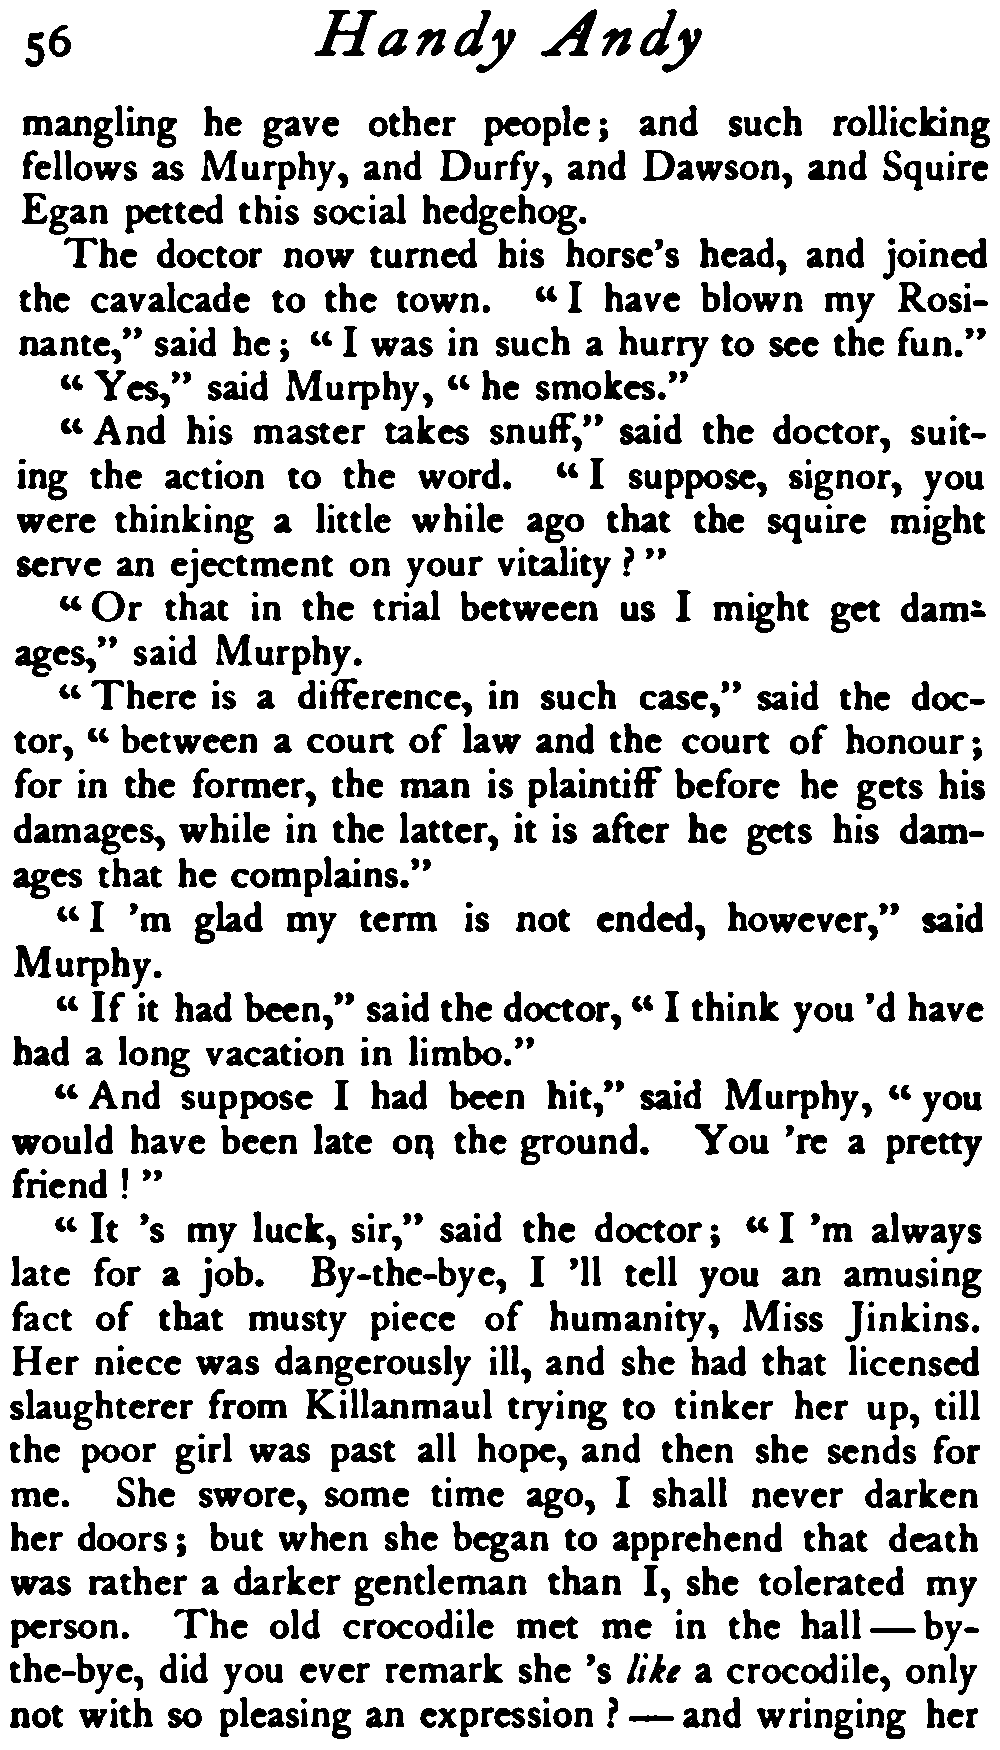 56 Handy Andy
mangling he gave other people; and such rollicking
fellows as Murphy, and Durfy, and Dawson, and Squire
Egan petted this social hedgehog.
The doctor now turned his horse's head, and joined
the cavalcade to the town. "I have blown my Rosi-
nante," said he; "I was in such a hurry to see the fun."
"Yes," said Murphy, "he smokes."
"And his master takes snuff," said the doctor, suit-
ing the action to the word. "I suppose, signor, you
were thinking a little while ago that the squire might
serve an ejectment on your vitality?"
"Or that in the trial between us I might get dam-
ages," said Murphy.
"There is a difference, in such case," said the doc-
tor, "between a court of law and the court of honour;
for in the former, the man is plaintiff before he gets his
damages, while in the latter, it is after he gets his dam-
ages that he complains."
"I 'm glad my term is not ended, however," said
Murphy.
"If it had been," said the doctor, "I think you 'd have
had a long vacation in limbo."
"And suppose I had been hit," said Murphy, "you
would have been late on the ground. You 're a pretty
friend!"
"It 's my luck, sir," said the doctor; "I 'm always
late for a job. By-the-bye, I 'll tell you an amusing
fact of that musty piece of humanity, Miss Jinkins.
Her niece was dangerously ill, and she had that licensed
slaughterer from Killanmaul trying to tinker her up, till
the poor girl was past all hope, and then she sends for
me. She swore, some time ago, I shall never darken
her doors; but when she began to apprehend that death
was rather a darker gentleman than I, she tolerated my
person. The old crocodile met me in the hall—by-
the-bye, did you ever remark she 's like a crocodile, only
not with so pleasing an expression?—and wringing her